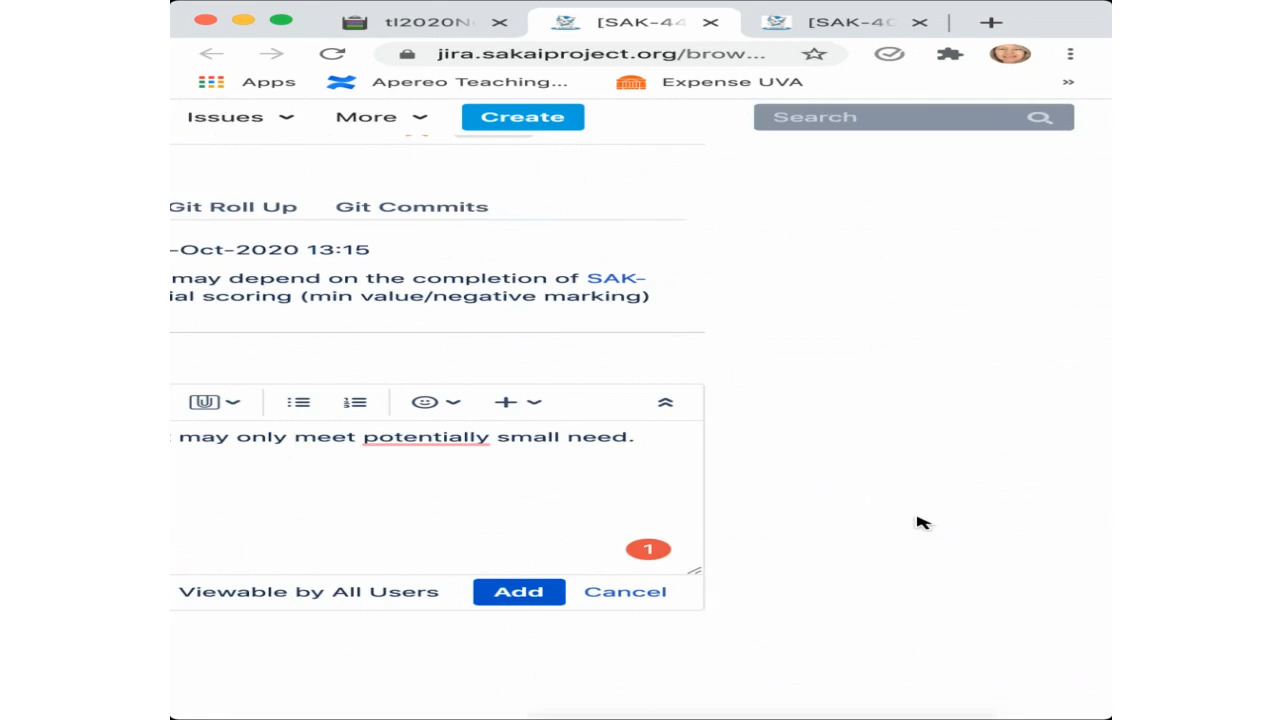 tl2020N
[SAK-44
[SAK-40
jira.sakaiproject.org/brow...
Apps
Apereo Teaching...
Expense UVA
»
Issues
More
Create
Search
Git Roll Up
Git Commits
-Oct-2020 13:15
may depend on the completion of SAK-
ial scoring (min value/negative marking)
may only meet potentially small need.
1
Viewable by All Users
Add
Cancel